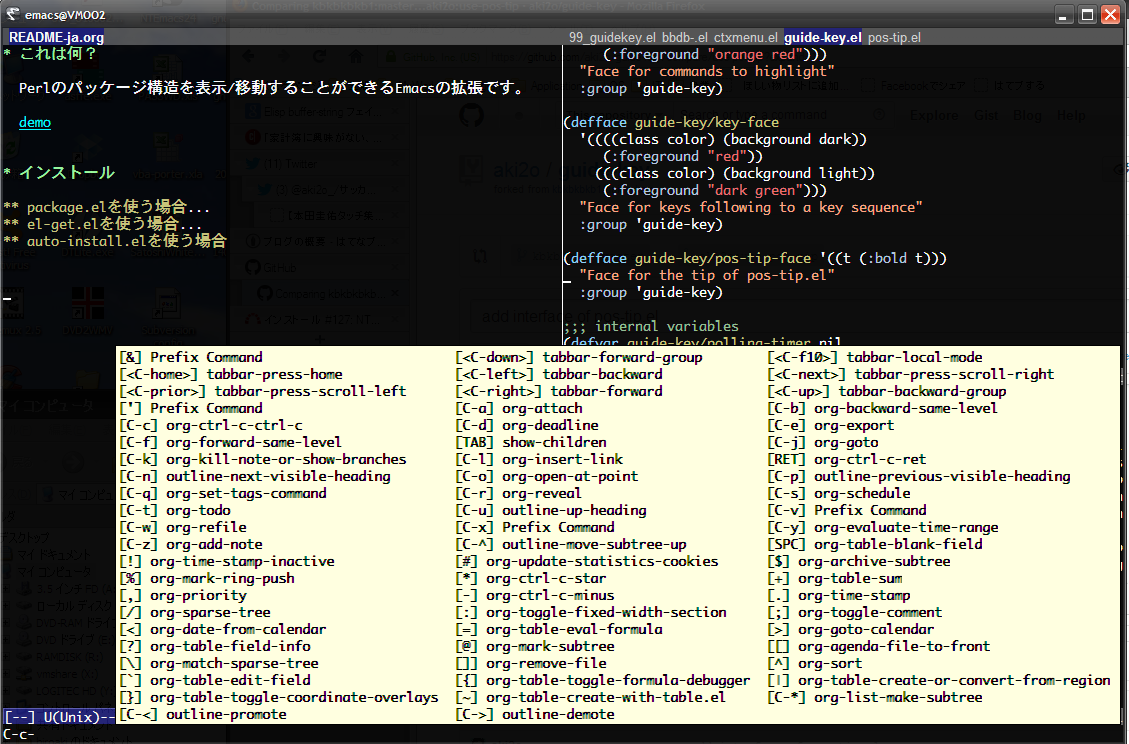 emacs@VM002
README-ja.org
* これは何？
Perlのパッケージ構造を表示/移動することができるEmacsの拡張です。
demo
* インストール
** package.elを使う場合...
** el-get.elを使う場合...
** auto-install.elを使う場合
99_guidekey.el bbdb-.el ctxmenu.el guide-key.el pos-tip.el
(:foreground "orange red")))
"Face for commands to highlight"
:group 'guide-key)
(defface guide-key/key-face
'((((class color) (background dark))
(:foreground "red"))
(((class color) (background light))
(:foreground "dark green")))
"Face for keys following to a key sequence"
:group 'guide-key)
(defface guide-key/pos-tip-face '((t (:bold t)))
"Face for the tip of pos-tip.el"
:group 'guide-key)
;;; internal variables
(defvar guide-key/polling-timer nil
[&] Prefix Command [<C-down>] tabbar-forward-group [<C-f10>] tabbar-local-mode
[<C-home>] tabbar-press-home [<C-left>] tabbar-backward [<C-next>] tabbar-press-scroll-right
[<C-prior>] tabbar-press-scroll-left [<C-right>] tabbar-forward [<C-up>] tabbar-backward-group
['] Prefix Command [C-a] org-attach [C-b] org-backward-same-level
[C-c] org-ctrl-c-ctrl-c [C-d] org-deadline [C-e] org-export
[C-f] org-forward-same-level [TAB] show-children [C-j] org-goto
[C-k] org-kill-note-or-show-branches [C-l] org-insert-link [RET] org-ctrl-c-ret
[C-n] outline-next-visible-heading [C-o] org-open-at-point [C-p] outline-previous-visible-heading
[C-q] org-set-tags-command [C-r] org-reveal [C-s] org-schedule
[C-t] org-todo [C-u] outline-up-heading [C-v] Prefix Command
[C-w] org-refile [C-x] Prefix Command [C-y] org-evaluate-time-range
[C-z] org-add-note [C-^] outline-move-subtree-up [SPC] org-table-blank-field
[!] org-time-stamp-inactive [#] org-update-statistics-cookies [$] org-archive-subtree
[%] org-mark-ring-push [*] org-ctrl-c-star [+] org-table-sum
[,] org-priority [-] org-ctrl-c-minus [.] org-time-stamp
[/] org-sparse-tree [:] org-toggle-fixed-width-section [;] org-toggle-comment
[<] org-date-from-calendar [=] org-table-eval-formula [>] org-goto-calendar
[?] org-table-field-info [@] org-mark-subtree [[] org-agenda-file-to-front
[\] org-match-sparse-tree []] org-remove-file [^] org-sort
[`] org-table-edit-field [{] org-table-toggle-formula-debugger [|] org-table-create-or-convert-from-region
[}] org-table-toggle-coordinate-overlays [~] org-table-create-with-table.el [C-*] org-list-make-subtree
[C-<] outline-promote [C->] outline-demote
[--] U(Unix)--
C-c-